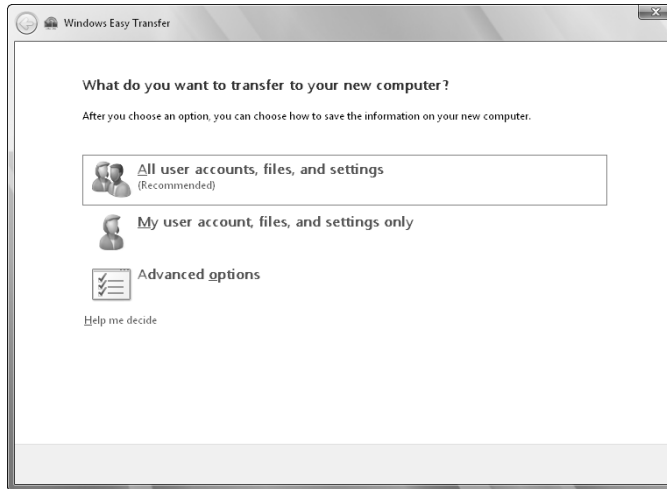 Windows Easy Transfer
What do you want to transfer to your new computer?
After you choose an option, you can choose how to save the information on your new computer.
All user accounts, files, and settings
(Recommended)
My user account, files, and settings only
Advanced options
Help me decide